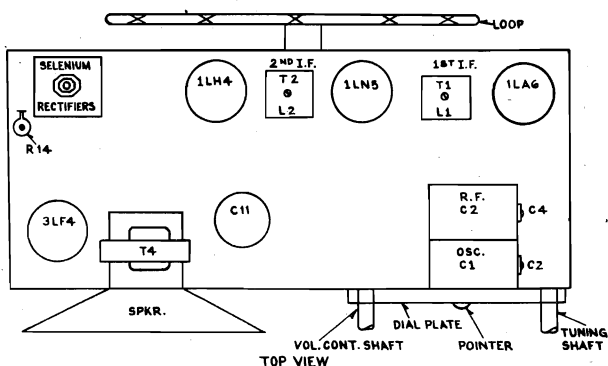 LOOP
SELENIUM
RECTIFIERS
R14
1LH4
2ND I.F.
T2
L2
1LN5
1ST I.F.
T1
L1
1LA6
3LF4
T4
C11
R.F.
C2
C4
OSC.
C1
C2
SPKR.
VOL.CONT. SHAFT
DIAL PLATE
POINTER
TUNING
SHAFT
TOP VIEW